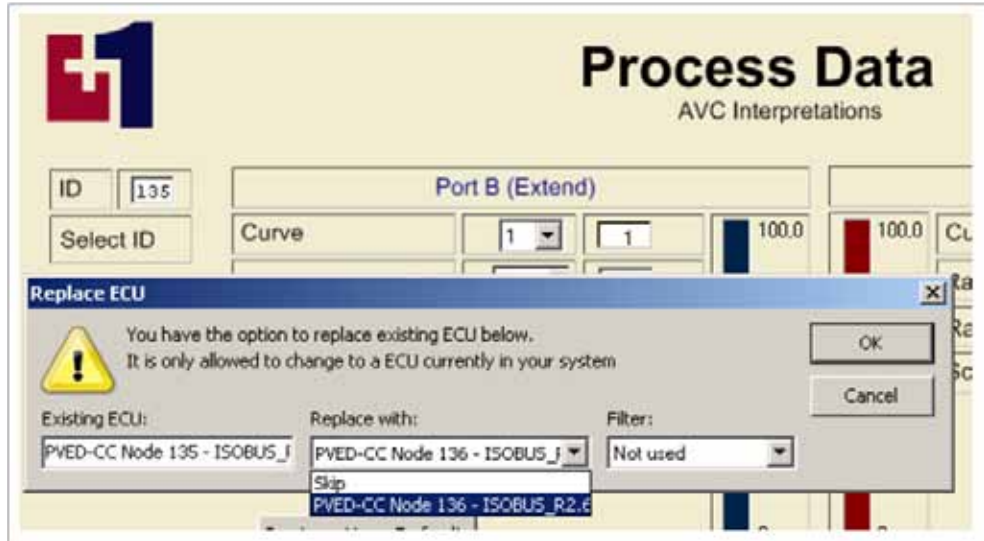 +1
Process Data
AVC Interpretations
ID
135
Port B (Extend)
Select ID
Curve
1
1
100.0
100.0
Replace ECU
You have the option to replace existing ECU below.
It is only allowed to change to a ECU currently in your system
OK
Cancel
Existing ECU:
Replace with:
Filter:
PVED-CC Node 135 - ISOBUS_
PVED-CC Node 136 - ISOBUS_
Not used
Skip
PVED-CC Node 136 - ISOBUS_R2.6